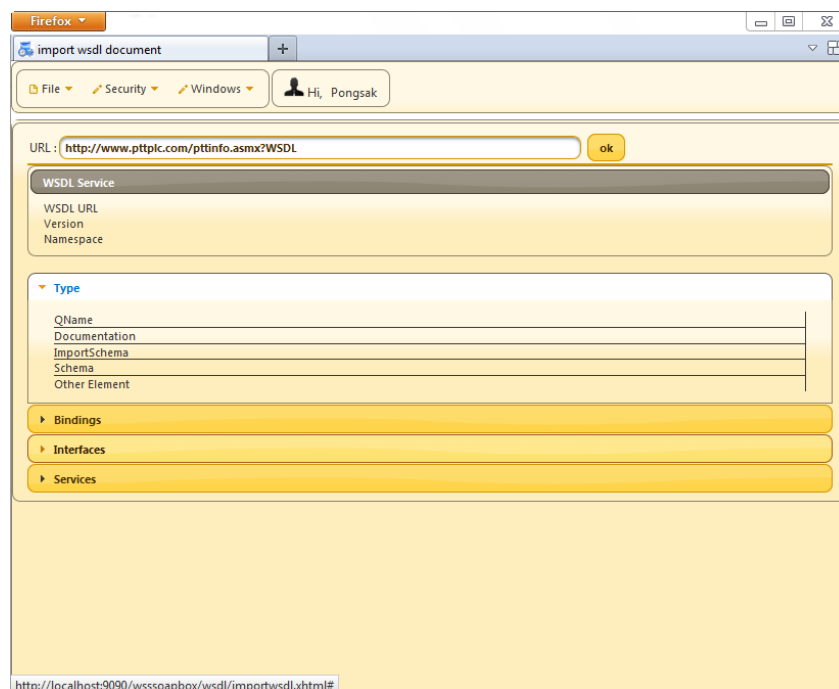 Firefox
import wsdl document
File Security Windows Hi, Pongsak
URL : http://www.pttplc.com/pttinfo.asmx?WSDL ok
WSDL Service
WSDL URL
Version
Namespace
Type
QName
Documentation
ImportSchema
Schema
Other Element
Bindings
Interfaces
Services
http://localhost:9090/wsssoapbox/wsdl/importwsdl.xhtml#